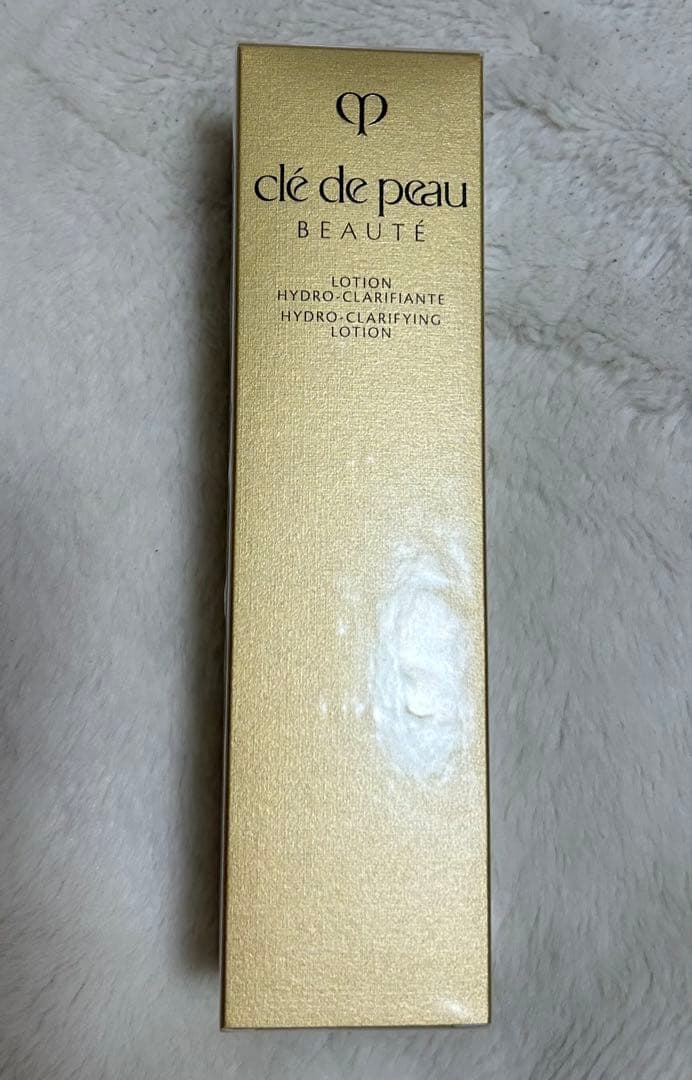 clé de peau
BEAUTÉ
LOTION
HYDRO-CLARIFIANTE
HYDRO-CLARIFYING
LOTION